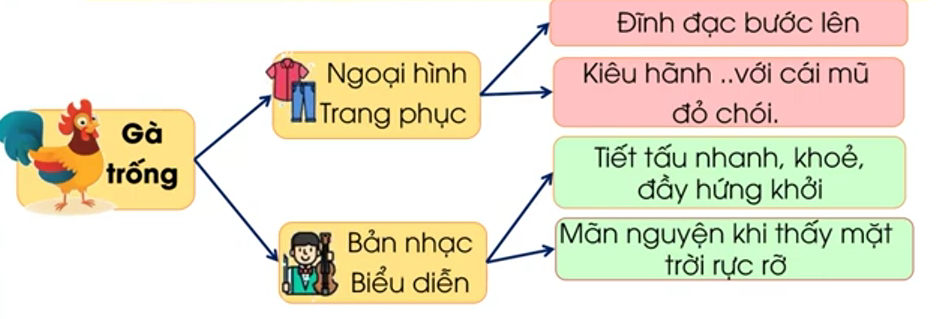 Gà
trống
Ngoại hình
Trang phục
Đĩnh đạc bước lên
Kiêu hãnh ..với cái mũ
đỏ chói.
Bản nhạc
Biểu diễn
Tiết tấu nhanh, khoẻ,
đầy hứng khởi
Mãn nguyện khi thấy mặt
trời rực rỡ